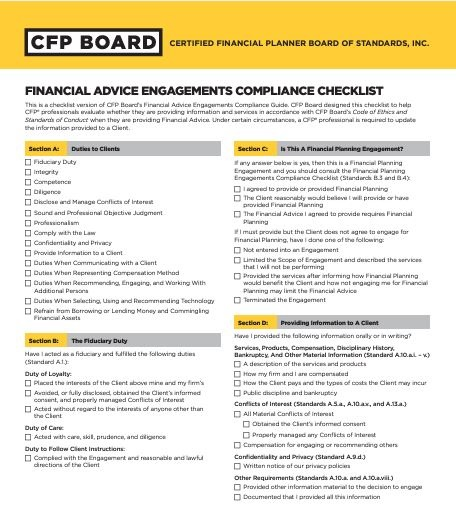 CFP BOARD
CERTIFIED FINANCIAL PLANNER BOARD OF STANDARDS, INC.
FINANCIAL ADVICE ENGAGEMENTS COMPLIANCE CHECKLIST
This is a checklist version of CFP Board's Financial Advice Engagements Compliance Guide. CFP Board designed this checklist to help
CFP® professionals evaluate whether they are providing information and services in accordance with CFP Board's Code of Ethics and
Standards of Conduct when they are providing Financial Advice. Under certain circumstances, a CFP® professional is required to update
the information provided to a Client.
Section A: Duties to Clients
Fiduciary Duty
Integrity
Competence
Diligence
Disclose and Manage Conflicts of Interest
Sound and Professional Objective Judgment
Professionalism
Comply with the Law
Confidentiality and Privacy
Provide Information to a Client
Duties When Communicating with a Client
Duties When Representing Compensation Method
Duties When Recommending, Engaging, and Working With
Additional Persons
Duties When Selecting, Using and Recommending Technology
Refrain from Borrowing or Lending Money and Commingling
Financial Assets
Section B: The Fiduciary Duty
Have I acted as a fiduciary and fulfilled the following duties
(Standard A.1.):
Duty of Loyalty:
Placed the interests of the Client above mine and my firm's
Avoided, or fully disclosed, obtained the Client's informed
consent, and properly managed Conflicts of Interest
Acted without regard to the interests of anyone other than
the Client
Duty of Care:
Acted with care, skill, prudence, and diligence
Duty to Follow Client Instructions:
Complied with the Engagement and reasonable and lawful
directions of the Client
Section C: Is This A Financial Planning Engagement?
If any answer below is yes, then this is a Financial Planning
Engagement and you should consult the Financial Planning
Engagements Compliance Checklist (Standards B.3 and B.4):
I agreed to provide or provided Financial Planning
The Client reasonably would believe I will provide or have
provided Financial Planning
The Financial Advice I agreed to provide requires Financial
Planning
If I must provide but the Client does not agree to engage for
Financial Planning, have I done one of the following:
Not entered into an Engagement
Limited the Scope of Engagement and described the services
that I will not be performing
Provided the services after informing how Financial Planning
would benefit the Client and how not engaging me for Financial
Planning may limit the Financial Advice
Terminated the Engagement
Section D: Providing Information to A Client
Have I provided the following information orally or in writing?
Services, Products, Compensation, Disciplinary History,
Bankruptcy, And Other Material Information (Standard A.10.a.i. – v.)
A description of the services and products
How my firm and I are compensated
How the Client pays and the types of costs the Client may incur
Public discipline and bankruptcy
Conflicts of Interest (Standards A.5.a., A.10.a.v., and A.13.a.)
All Material Conflicts of Interest
Obtained the Client's informed consent
Properly managed any Conflicts of Interest
Compensation for engaging or recommending others
Confidentiality and Privacy (Standard A.9.d.)
Written notice of our privacy policies
Other Requirements (Standards A.10.a. and A.10.a.viii.)
Provided other information material to the decision to engage
Documented that I provided all this information